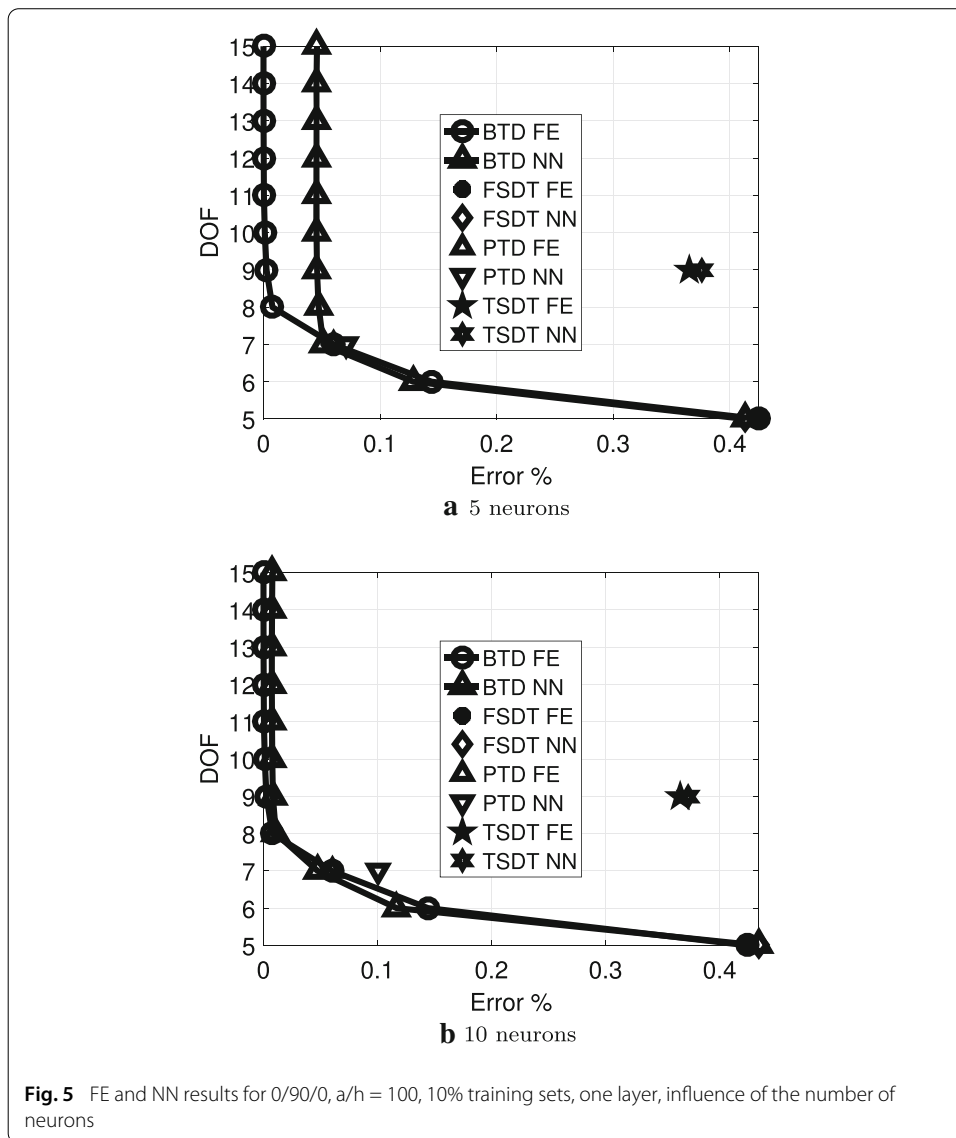 15
14
13
12
11
10
9
8
7
6
5
DOF
0
0.1
0.2
0.3
0.4
Error %
BTD FE
BTD NN
FSDT FE
FSDT NN
PTD FE
PTD NN
TSDT FE
TSDT NN
a 5 neurons
15
14
13
12
11
10
9
8
7
6
5
DOF
0
0.1
0.2
0.3
0.4
Error %
BTD FE
BTD NN
FSDT FE
FSDT NN
PTD FE
PTD NN
TSDT FE
TSDT NN
b 10 neurons
Fig. 5 FE and NN results for 0/90/0, a/h = 100, 10% training sets, one layer, influence of the number of
neurons